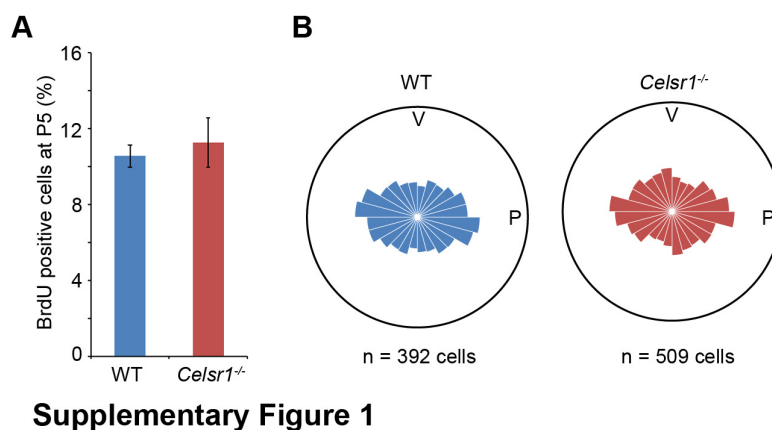 A
BrdU positive cells at P5 (%)
16
12
8
4
0
WT
Celsr1-/-
B
WT
V
P
n = 392 cells
Celsr1-/-
V
P
n = 509 cells
Supplementary Figure 1